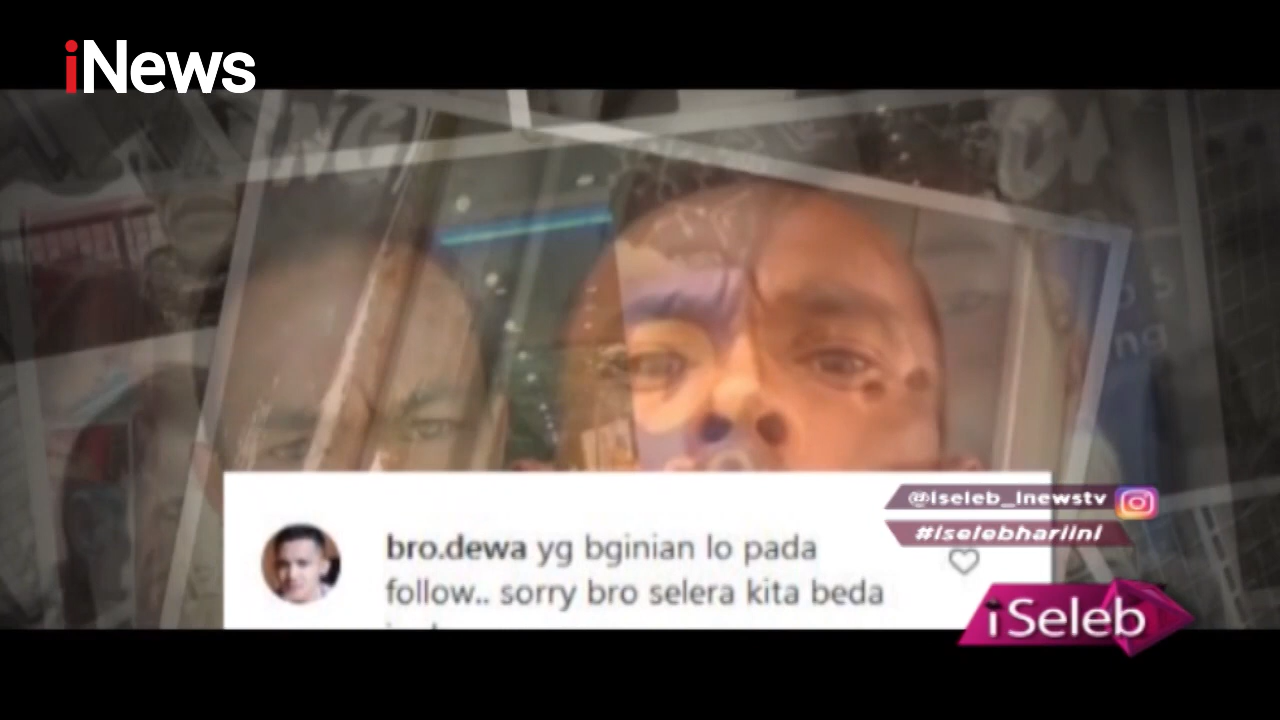 iNews
@iseleb_inewstv
#iselebhariini
bro.dewa yg bginian lo pada
follow.. sorry bro selera kita beda
iSeleb